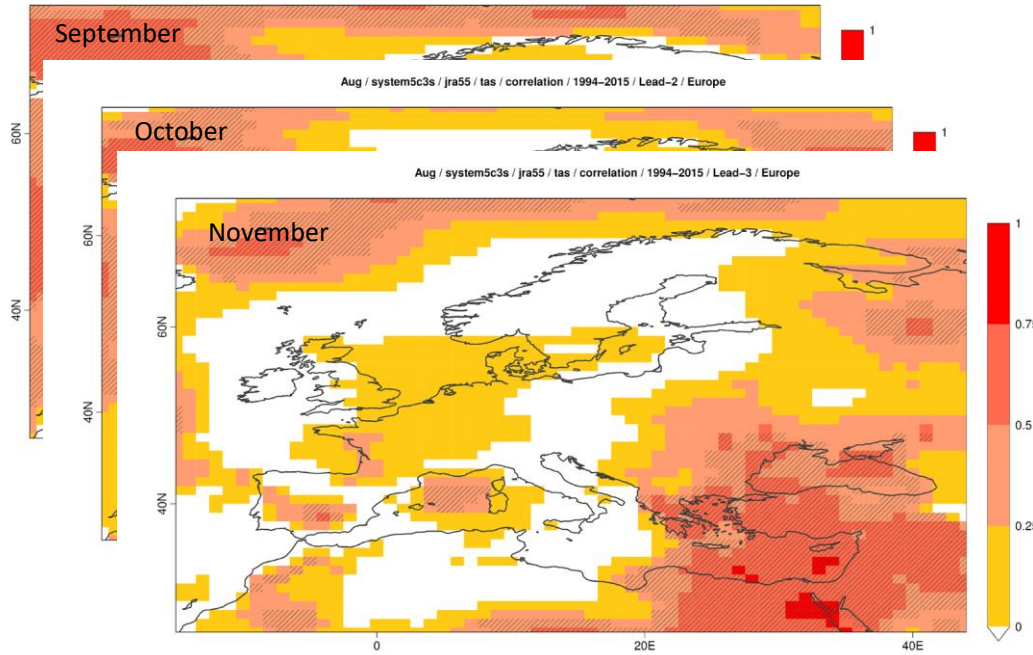 September
1
60N
40N
Aug / system5c3s / jra55 / tas / correlation / 1994-2015 / Lead-2 / Europe
October
1
60N
40N
Aug / system5c3s / jra55 / tas / correlation / 1994-2015 / Lead-3 / Europe
November
1
0.75
0.5
0.25
0
60N
40N
0
20E
40E